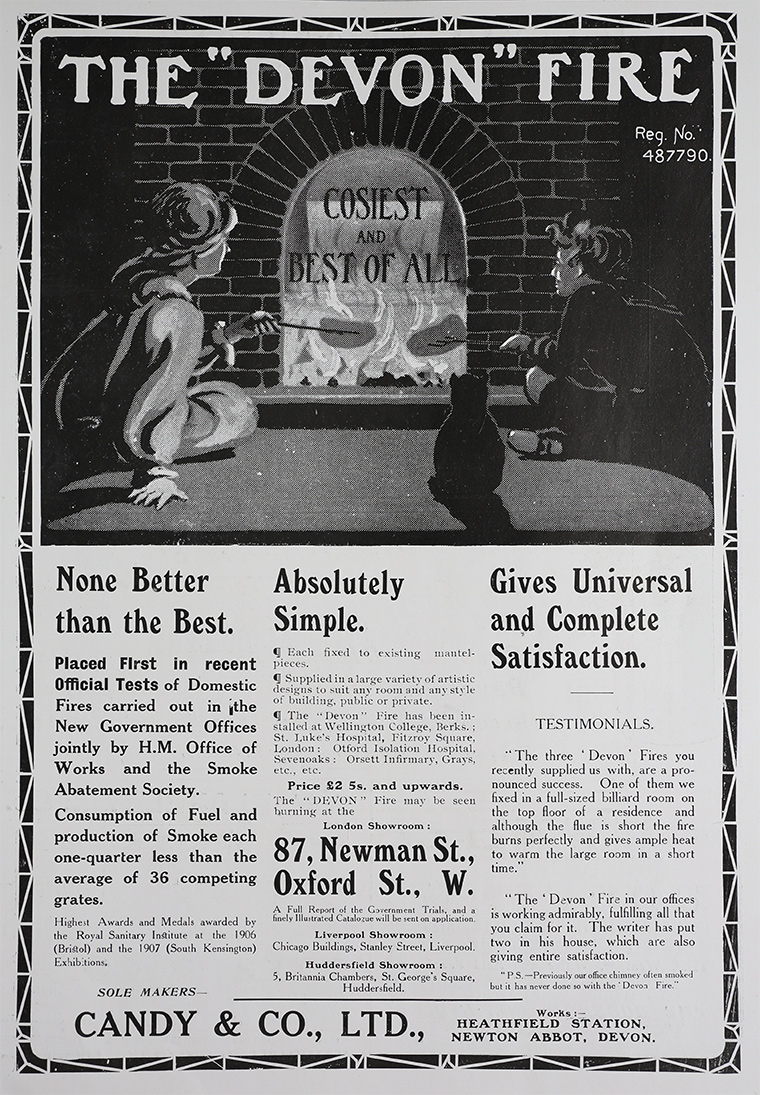 THE "DEVON" FIRE
Reg. No.
487790.
COSIEST
AND
BEST OF ALL
None Better
than the Best.
Placed First in recent
Official Tests of Domestic
Fires carried out in the
New Government Offices
jointly by H.M. Office of
Works and the Smoke
Abatement Society.
Consumption of Fuel and
production of Smoke each
one-quarter less than the
average of 36 competing
grates.
Highest Awards and Medals awarded by
the Royal Sanitary Institute at the 1906
(Bristol) and the 1907 (South Kensington)
Exhibitions.
Absolutely
Simple.
¶ Each fixed to existing mantel-
pieces.
¶ Supplied in a large variety of artistic
designs to suit any room and any style
of building, public or private.
¶ The "Devon" Fire has been in-
stalled at Wellington College, Berks.;
St. Luke's Hospital, Fitzroy Square,
London: Otford Isolation Hospital,
Sevenoaks: Orsett Infirmary, Grays,
etc., etc.
Price £2 5s. and upwards.
The "DEVON" Fire may be seen
burning at the
London Showroom:
87, Newman St.,
Oxford St., W.
A Full Report of the Government Trials, and a
finely Illustrated Catalogue will be sent on application.
Liverpool Showroom:
Chicago Buildings, Stanley Street, Liverpool.
Huddersfield Showroom:
5, Britannia Chambers, St. George's Square,
Huddersfield.
Gives Universal
and Complete
Satisfaction.
TESTIMONIALS.
"The three 'Devon' Fires you
recently supplied us with, are a pro-
nounced success. One of them we
fixed in a full-sized billiard room on
the top floor of a residence and
although the flue is short the fire
burns perfectly and gives ample heat
to warm the large room in a short
time."
"The 'Devon' Fire in our offices
is working admirably, fulfilling all that
you claim for it. The writer has put
two in his house, which are also
giving entire satisfaction.
"P.S.—Previously our office chimney often smoked
but it has never done so with the 'Devon Fire."
SOLE MAKERS—
CANDY & CO., LTD.,
Works:—
HEATHFIELD STATION,
NEWTON ABBOT, DEVON.